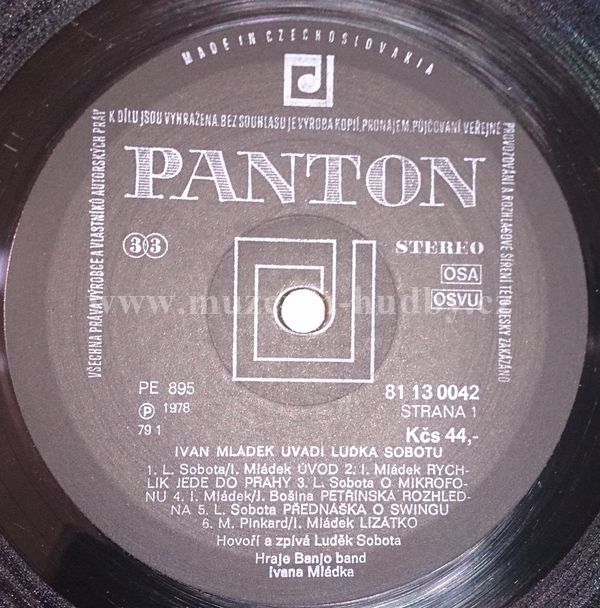 MADE IN CZECHOSLOVAKIA
VŠECHNA PRÁVA VÝROBCE A VLASTNÍKŮ AUTORSKÝCH PRÁV
K DÍLU JSOU VYHRAŽENA. BEZ SOUHLASU JE VÝROBA KOPIÍ, PRONÁJEM, PŮJČOVÁNÍ VEŘEJNÉ
PROVOZOVÁNÍ A ROZHLASOVÉ ŠÍŘENÍ TÉTO DESKY ZAKÁZÁNO
PANTON
33
STEREO
OSA
OSVU
PE 895
81 13 0042
Ⓟ 1978
STRANA 1
79 1
Kčs 44,-
IVAN MLÁDEK UVÁDÍ LUĎKA SOBOTU
1. L. Sobota/I. Mládek ÚVOD 2. I. Mládek RYCH-
LÍK JEDE DO PRAHY 3. L. Sobota O MIKROFO-
NU 4. I. Mládek/J. Bošina PETŘÍNSKÁ ROZHLED-
NA 5. L. Sobota PŘEDNÁŠKA O SWINGU
6. M. Pinkard/I. Mládek LÍZÁTKO
Hovoří a zpívá Luděk Sobota
Hraje Banjo band
Ivana Mládka